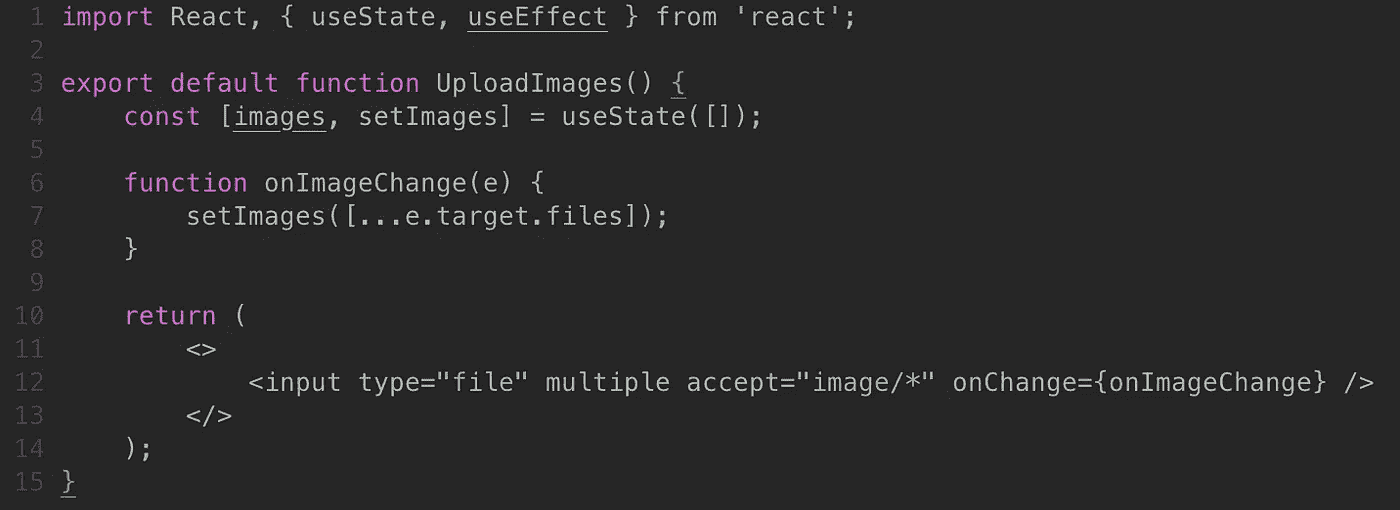 1 import React, { useState, useEffect } from 'react';
2
3 export default function UploadImages() {
4     const [images, setImages] = useState([]);
5
6     function onImageChange(e) {
7         setImages([...e.target.files]);
8     }
9
10     return (
11         <>
12             <input type="file" multiple accept="image/*" onChange={onImageChange} />
13         </>
14     );
15 }